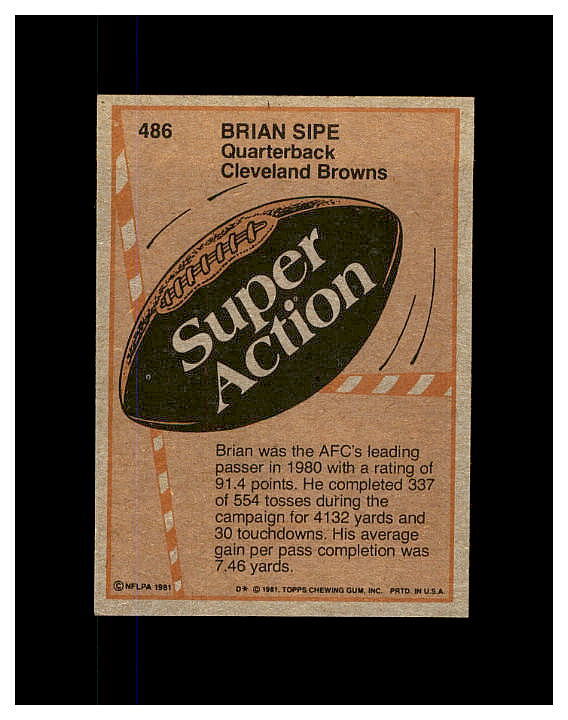 486
BRIAN SIPE
Quarterback
Cleveland Browns
Super
Action
Brian was the AFC's leading
passer in 1980 with a rating of
91.4 points. He completed 337
of 554 tosses during the
campaign for 4132 yards and
30 touchdowns. His average
gain per pass completion was
7.46 yards.
© NFLPA 1981
D* © 1981, TOPPS CHEWING GUM, INC. PRTD. IN U.S.A.